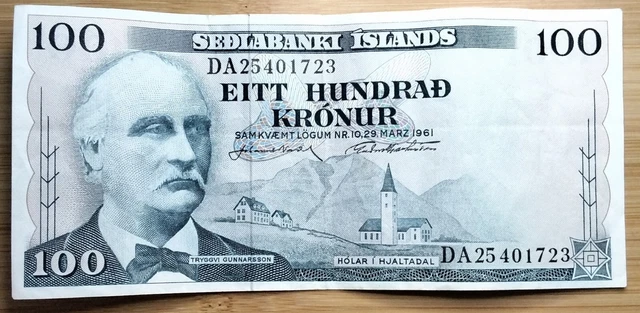 100 SEÐLABANKI ÍSLANDS 100
DA25401723
EITT HUNDRAÐ
KRÓNUR
SAMKVÆMT LÖGUM NR. 10, 29. MARZ 1961
100 TRYGGVI GUNNARSSON HÓLAR Í HJALTADAL DA25401723